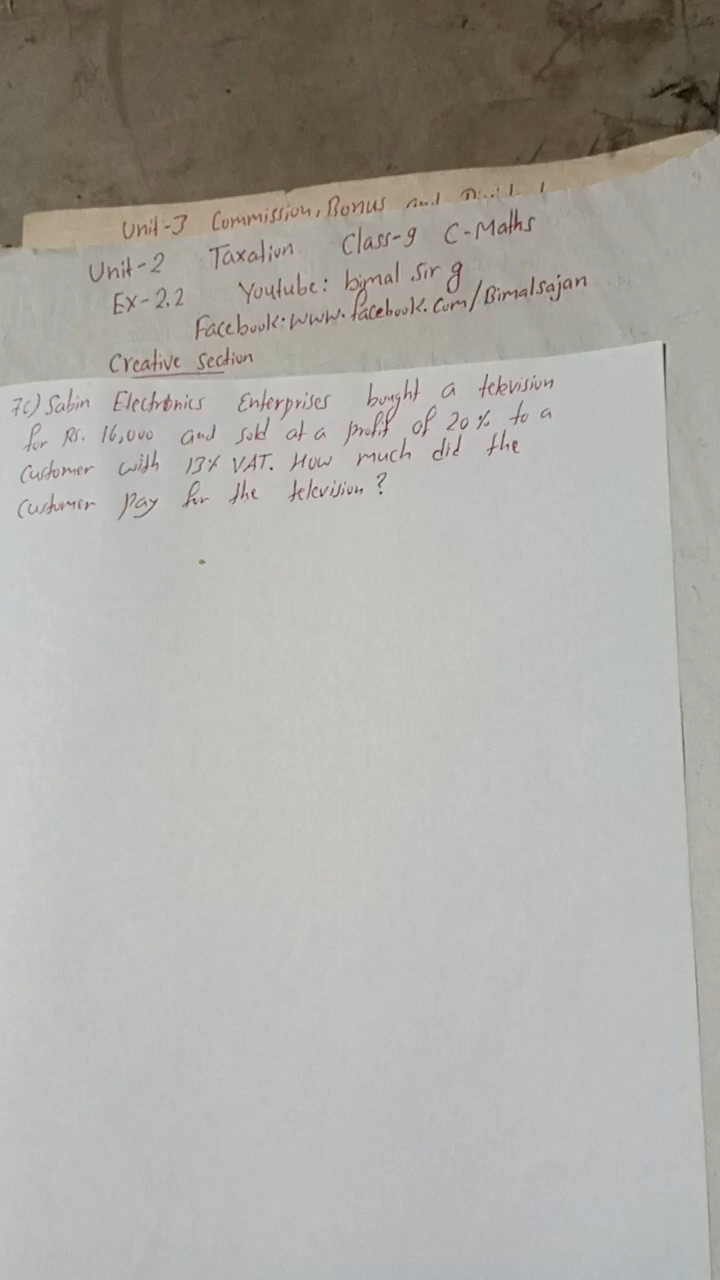 Unit-3 Commission, Bonus and
Unit-2 Taxation Class-9 C-Maths
Ex-2.2 Youtube: bimal sir g
Facebook: www.facebook.com/Bimalsajan
Creative section
7c) Sabin Electronics Enterprises bought a television
for Rs. 16,000 and sold at a profit of 20% to a
customer with 13% VAT. How much did the
customer pay for the television?